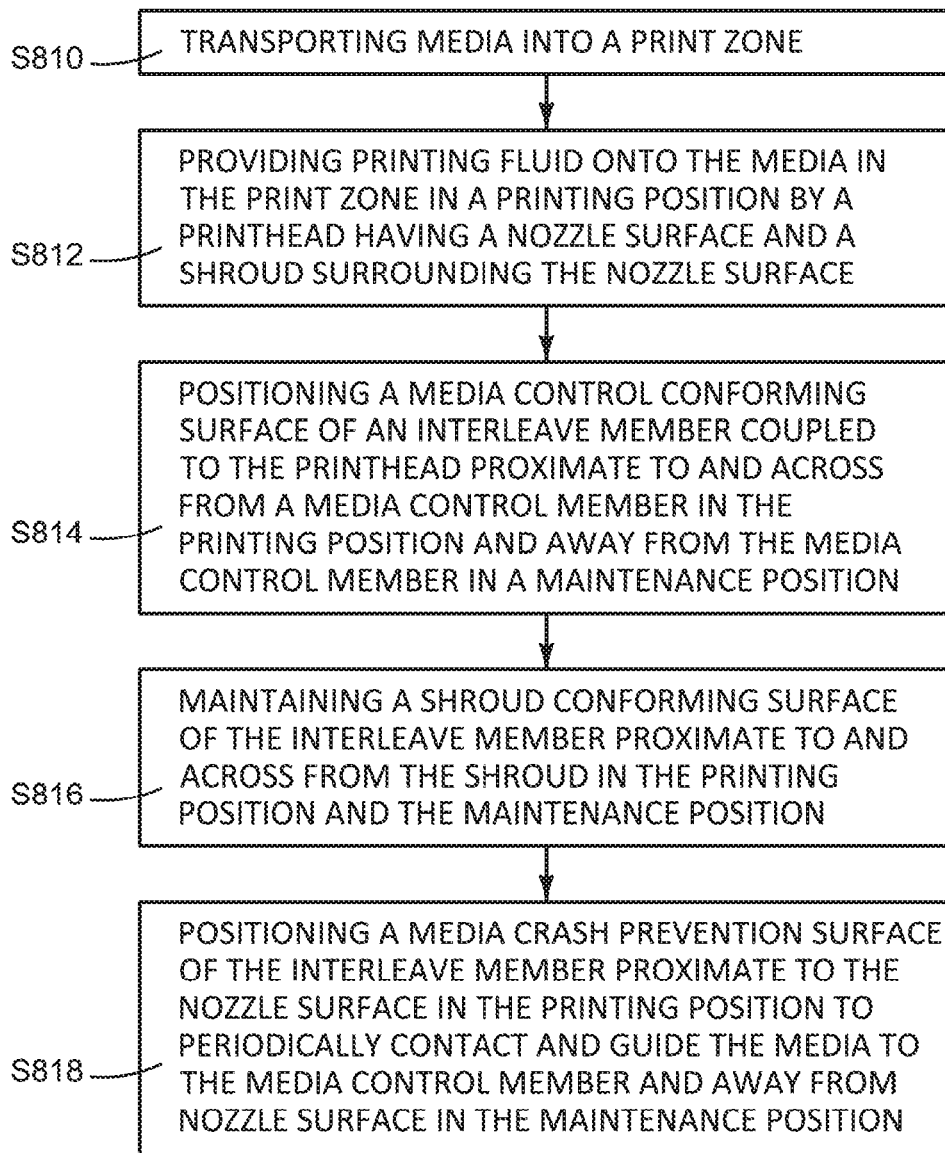 S810
TRANSPORTING MEDIA INTO A PRINT ZONE
S812
PROVIDING PRINTING FLUID ONTO THE MEDIA IN
THE PRINT ZONE IN A PRINTING POSITION BY A
PRINTHEAD HAVING A NOZZLE SURFACE AND A
SHROUD SURROUNDING THE NOZZLE SURFACE
S814
POSITIONING A MEDIA CONTROL CONFORMING
SURFACE OF AN INTERLEAVE MEMBER COUPLED
TO THE PRINTHEAD PROXIMATE TO AND ACROSS
FROM A MEDIA CONTROL MEMBER IN THE
PRINTING POSITION AND AWAY FROM THE MEDIA
CONTROL MEMBER IN A MAINTENANCE POSITION
S816
MAINTAINING A SHROUD CONFORMING SURFACE
OF THE INTERLEAVE MEMBER PROXIMATE TO AND
ACROSS FROM THE SHROUD IN THE PRINTING
POSITION AND THE MAINTENANCE POSITION
S818
POSITIONING A MEDIA CRASH PREVENTION SURFACE
OF THE INTERLEAVE MEMBER PROXIMATE TO THE
NOZZLE SURFACE IN THE PRINTING POSITION TO
PERIODICALLY CONTACT AND GUIDE THE MEDIA TO
THE MEDIA CONTROL MEMBER AND AWAY FROM
NOZZLE SURFACE IN THE MAINTENANCE POSITION